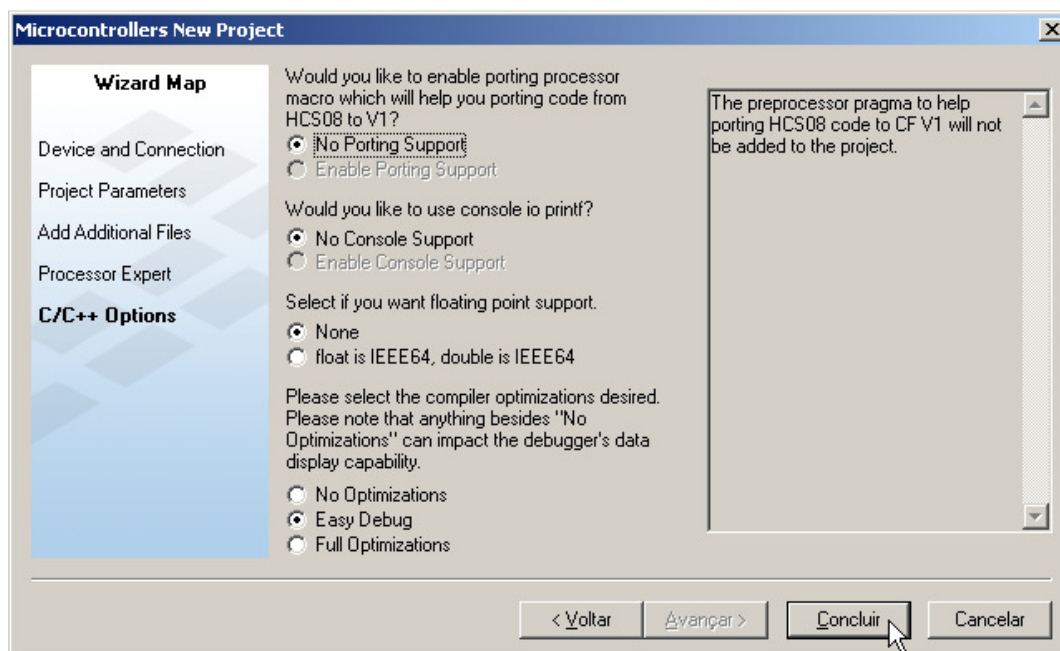 Microcontrollers New Project
Wizard Map
Device and Connection
Project Parameters
Add Additional Files
Processor Expert
C/C++ Options
Would you like to enable porting processor
macro which will help you porting code from
HCS08 to V1?
No Porting Support
Enable Porting Support
Would you like to use console io printf?
No Console Support
Enable Console Support
Select if you want floating point support.
None
float is IEEE64, double is IEEE64
Please select the compiler optimizations desired.
Please note that anything besides "No
Optimizations" can impact the debugger's data
display capability.
No Optimizations
Easy Debug
Full Optimizations
The preprocessor pragma to help
porting HCS08 code to CF V1 will not
be added to the project.
< Voltar
Avançar >
Concluir
Cancelar